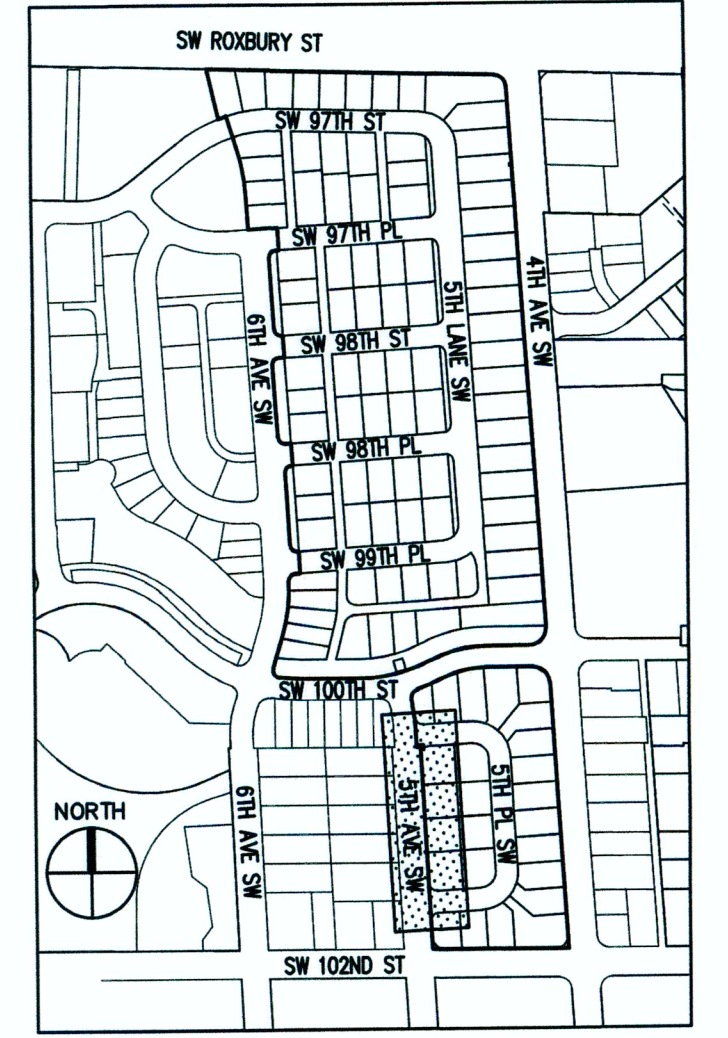 SW ROXBURY ST
SW 97TH ST
SW 97TH PL
4TH AVE SW
5TH LANE SW
6TH AVE SW
SW 98TH ST
SW 98TH PL
SW 99TH PL
SW 100TH ST
5TH PL SW
5TH AVE SW
6TH AVE SW
NORTH
SW 102ND ST